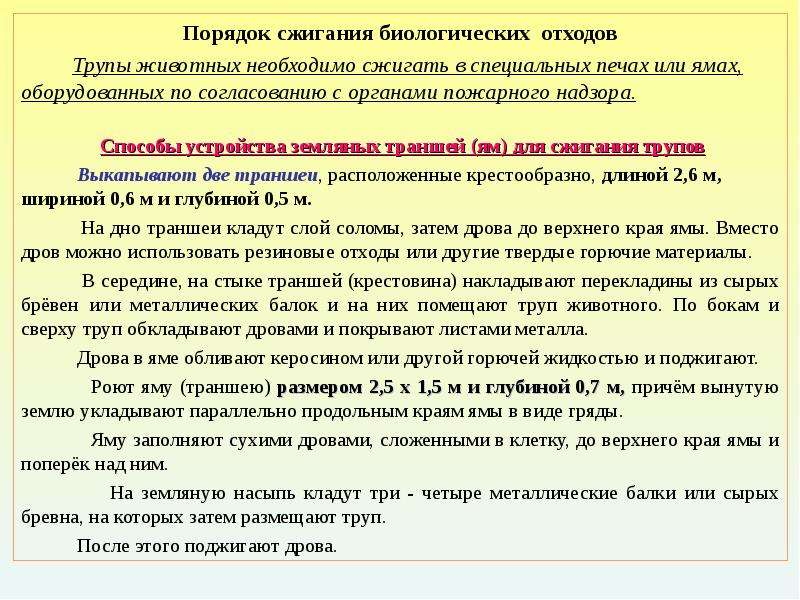 Порядок сжигания биологических отходов
Трупы животных необходимо сжигать в специальных печах или ямах,
оборудованных по согласованию с органами пожарного надзора.
Способы устройства земляных траншей (ям) для сжигания трупов
Выкапывают две траншеи, расположенные крестообразно, длиной 2,6 м,
шириной 0,6 м и глубиной 0,5 м.
На дно траншеи кладут слой соломы, затем дрова до верхнего края ямы. Вместо
дров можно использовать резиновые отходы или другие твердые горючие материалы.
В середине, на стыке траншей (крестовина) накладывают перекладины из сырых
брёвен или металлических балок и на них помещают труп животного. По бокам и
сверху труп обкладывают дровами и покрывают листами металла.
Дрова в яме обливают керосином или другой горючей жидкостью и поджигают.
Роют яму (траншею) размером 2,5 х 1,5 м и глубиной 0,7 м, причём вынутую
землю укладывают параллельно продольным краям ямы в виде гряды.
Яму заполняют сухими дровами, сложенными в клетку, до верхнего края ямы и
поперёк над ним.
На земляную насыпь кладут три - четыре металлические балки или сырых
бревна, на которых затем размещают труп.
После этого поджигают дрова.